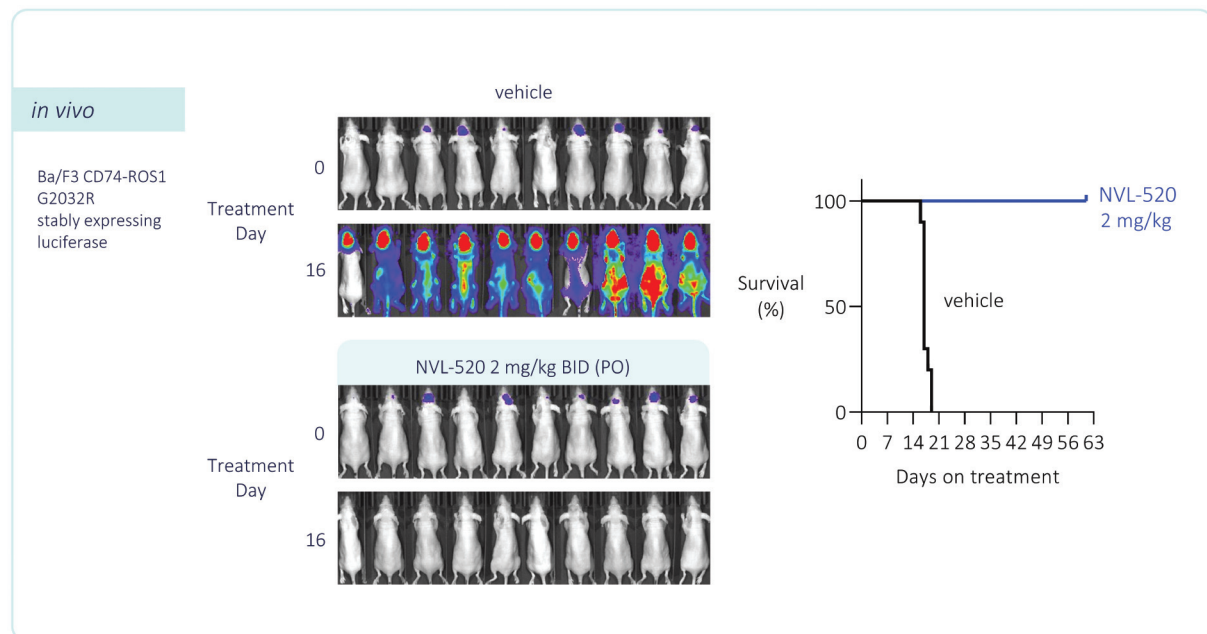 in vivo
Ba/F3 CD74-ROS1
G2032R
stably expressing
luciferase
vehicle
Treatment
Day
0
16
NVL-520 2 mg/kg BID (PO)
Treatment
Day
0
16
Survival
(%)
100
50
0
NVL-520
2 mg/kg
vehicle
0 7 14 21 28 35 42 49 56 63
Days on treatment